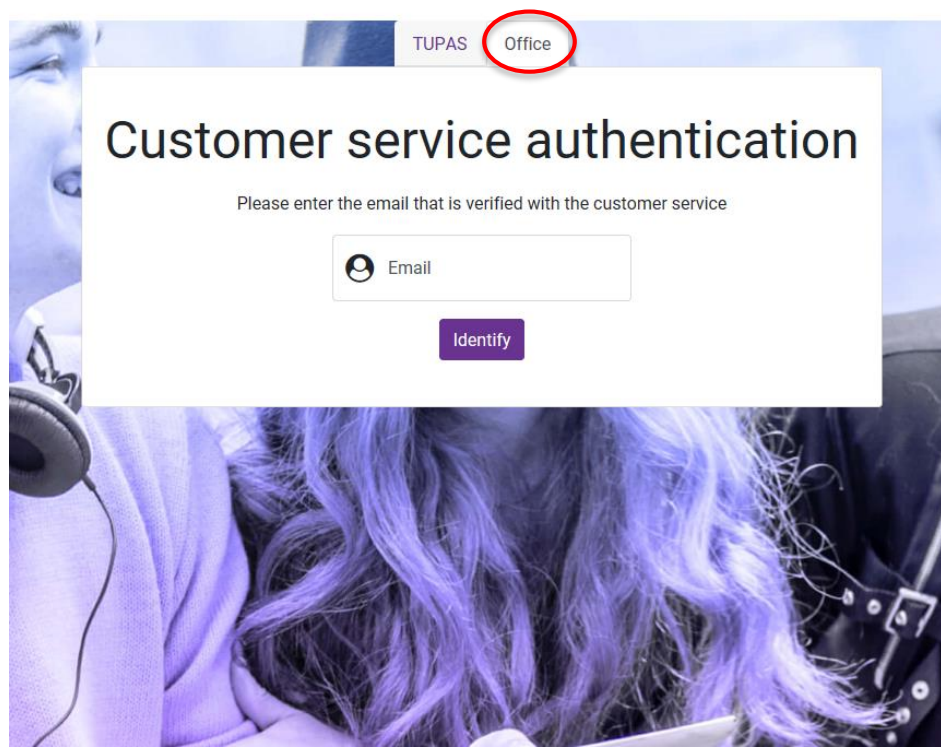 TUPAS Office
Customer service authentication
Please enter the email that is verified with the customer service
Email
Identify